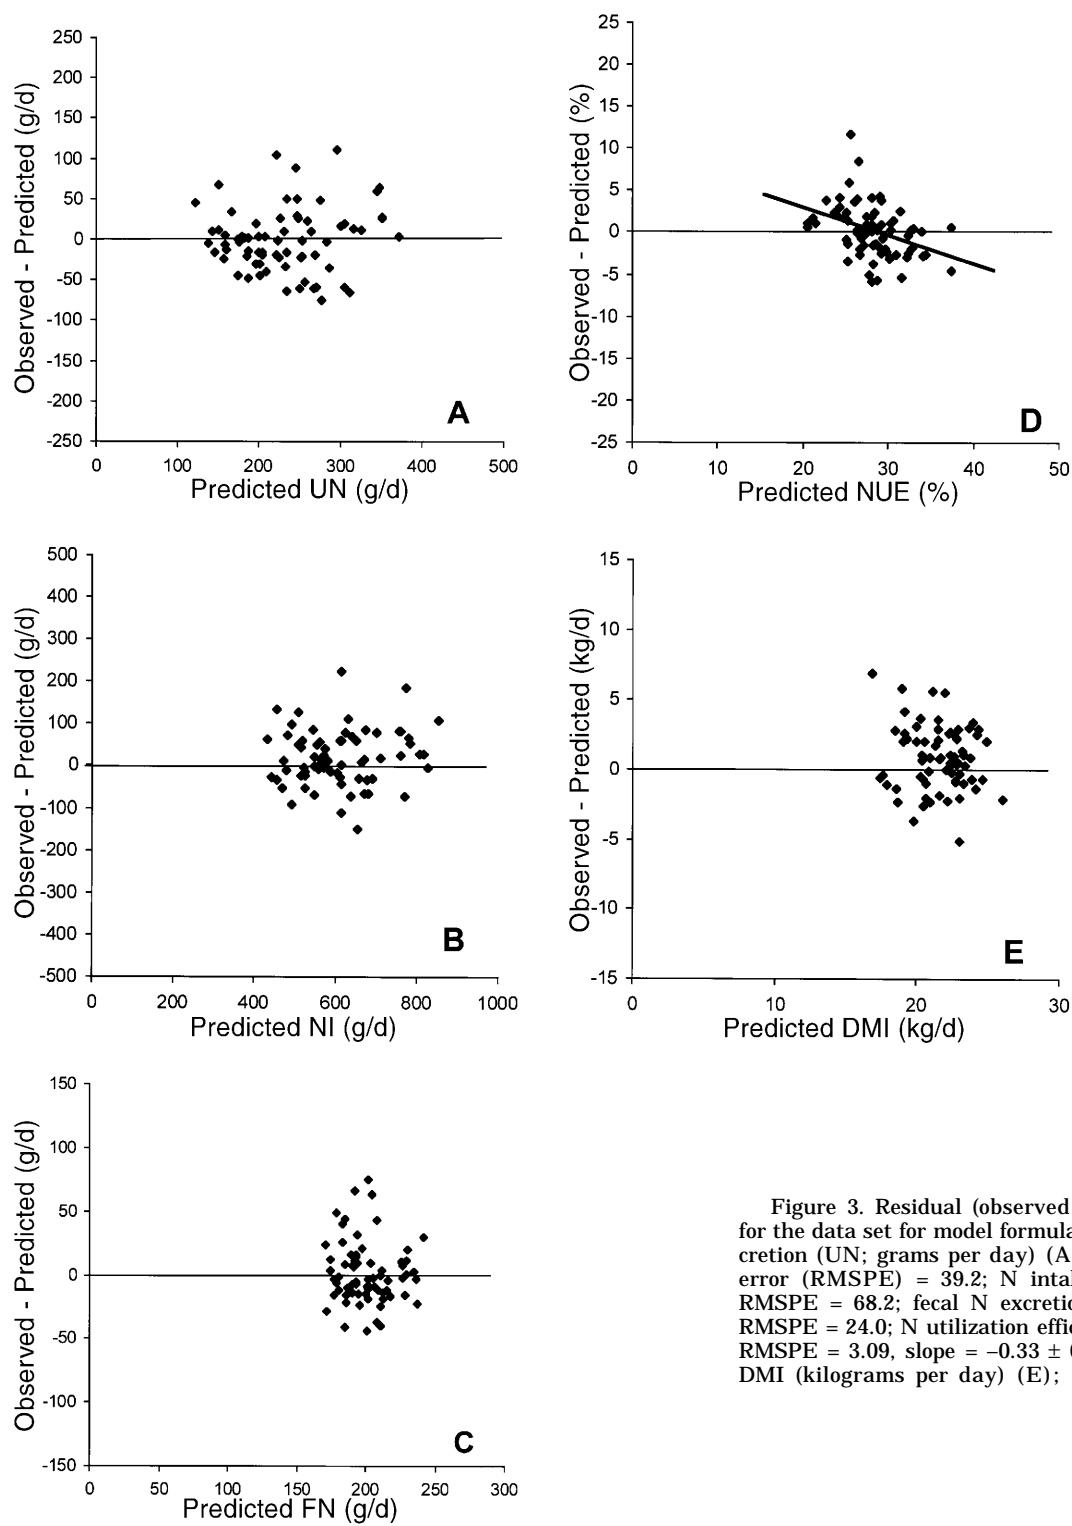 250
200
150
100
50
0
-50
-100
-150
-200
-250
Observed - Predicted (g/d)
A
0 100 200 300 400 500
Predicted UN (g/d)
25
20
15
10
5
0
-5
-10
-15
-20
-25
Observed - Predicted (%)
D
0 10 20 30 40 50
Predicted NUE (%)
500
400
300
200
100
0
-100
-200
-300
-400
-500
Observed - Predicted (g/d)
B
0 200 400 600 800 1000
Predicted NI (g/d)
15
10
5
0
-5
-10
-15
Observed - Predicted (kg/d)
E
0 10 20 30
Predicted DMI (kg/d)
150
100
50
0
-50
-100
-150
Observed - Predicted (g/d)
C
0 50 100 150 200 250 300
Predicted FN (g/d)
Figure 3. Residual (observed
for the data set for model formula
cretion (UN; grams per day) (A
error (RMSPE) = 39.2; N intal
RMSPE = 68.2; fecal N excretio
RMSPE = 24.0; N utilization effic
RMSPE = 3.09, slope = –0.33 ±
DMI (kilograms per day) (E);